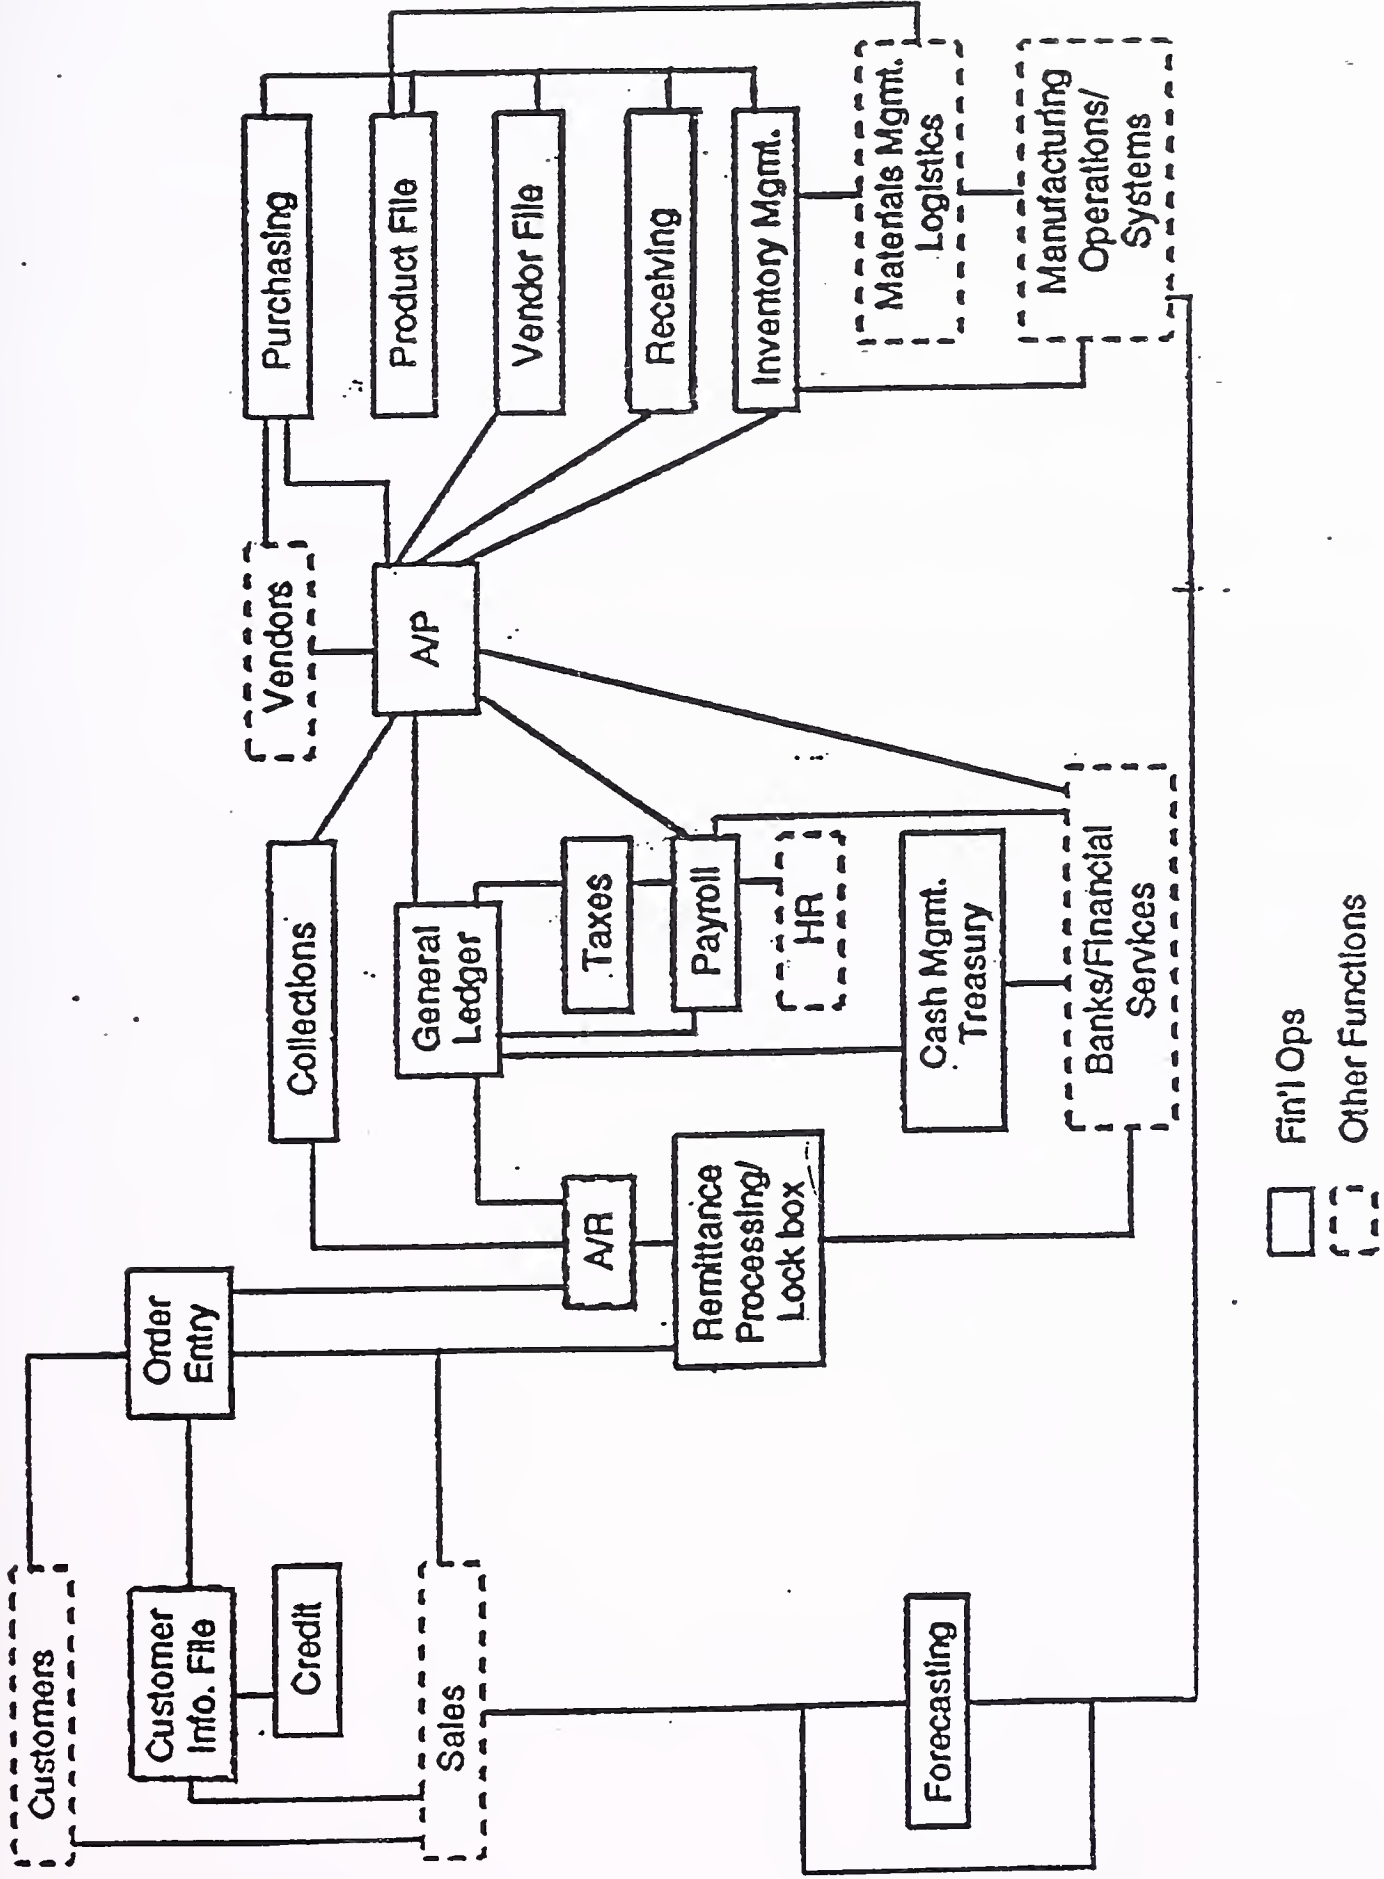 Customers
Customer
Info. File
Credit
Sales
Forecasting
Order
Entry
A/R
Remittance
Processing/
Lock box
Collections
General
Ledger
Taxes
Payroll
HR
Cash Mgmt.
Treasury
Banks/Financial
Services
Vendors
A/P
Purchasing
Product File
Vendor File
Receiving
Inventory Mgmt.
Materials Mgmt.
Logistics
Manufacturing
Operations/
Systems
Fin'l Ops
Other Functions